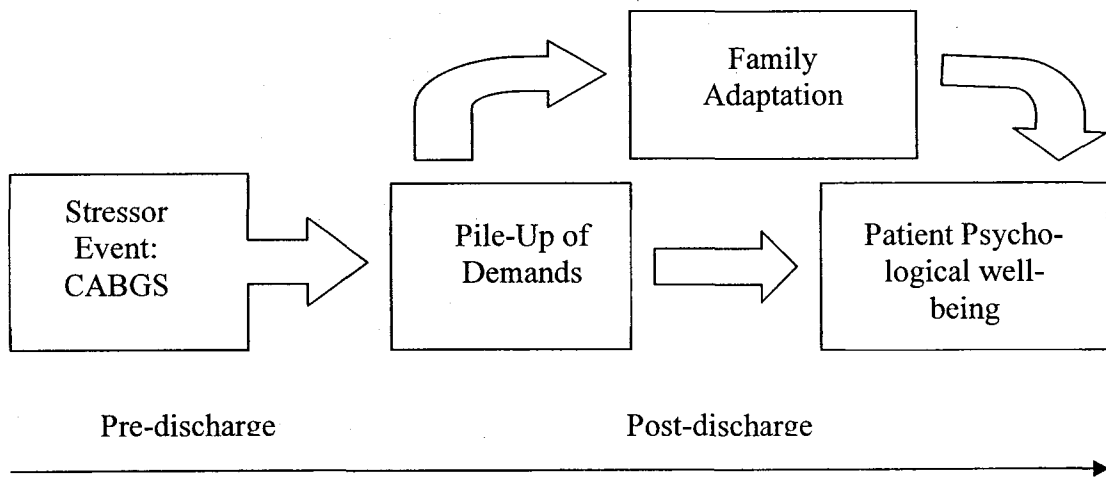 Family
Adaptation
Stressor
Event:
CABGS
Pile-Up of
Demands
Patient Psycho-
logical well-
being
Pre-discharge
Post-discharge